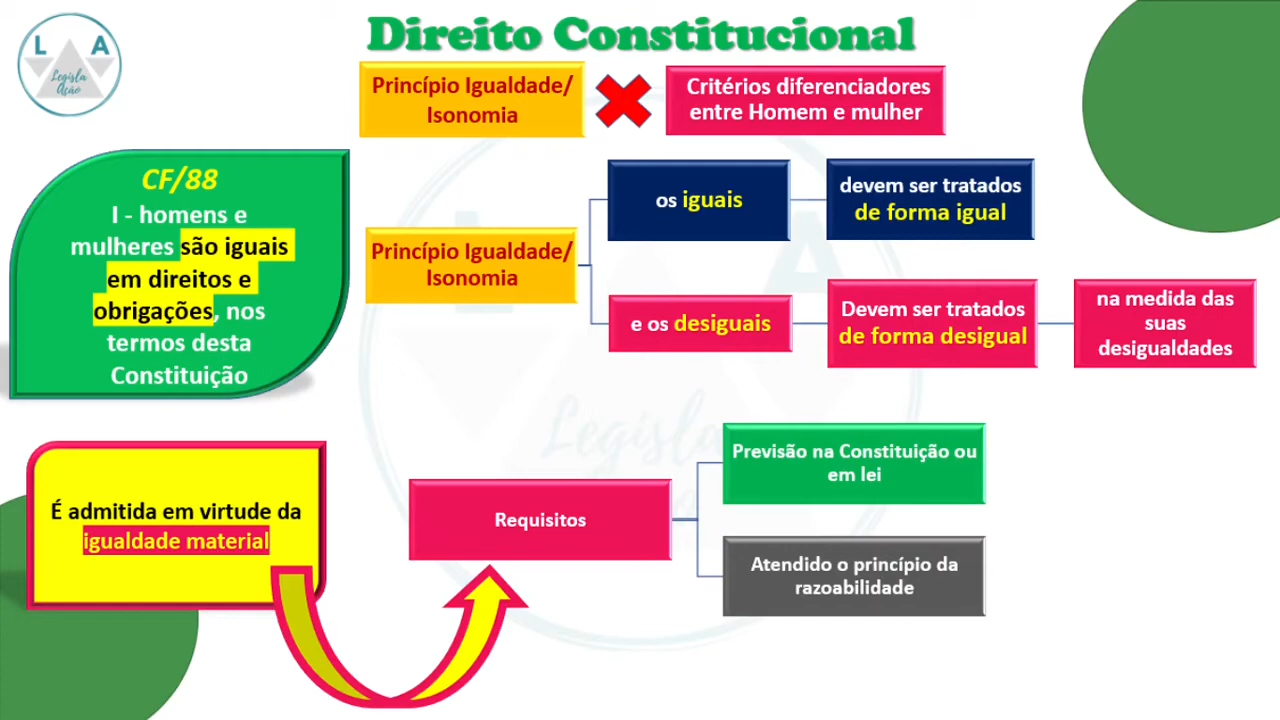 L A
Legisla
Ação
Direito Constitucional
Princípio Igualdade/
Isonomia
Critérios diferenciadores
entre Homem e mulher
CF/88
I - homens e
mulheres são iguais
em direitos e
obrigações, nos
termos desta
Constituição
Princípio Igualdade/
Isonomia
os iguais
devem ser tratados
de forma igual
e os desiguais
Devem ser tratados
de forma desigual
na medida das
suas
desigualdades
É admitida em virtude da
igualdade material
Requisitos
Previsão na Constituição ou
em lei
Atendido o princípio da
razoabilidade
L A
Legisla